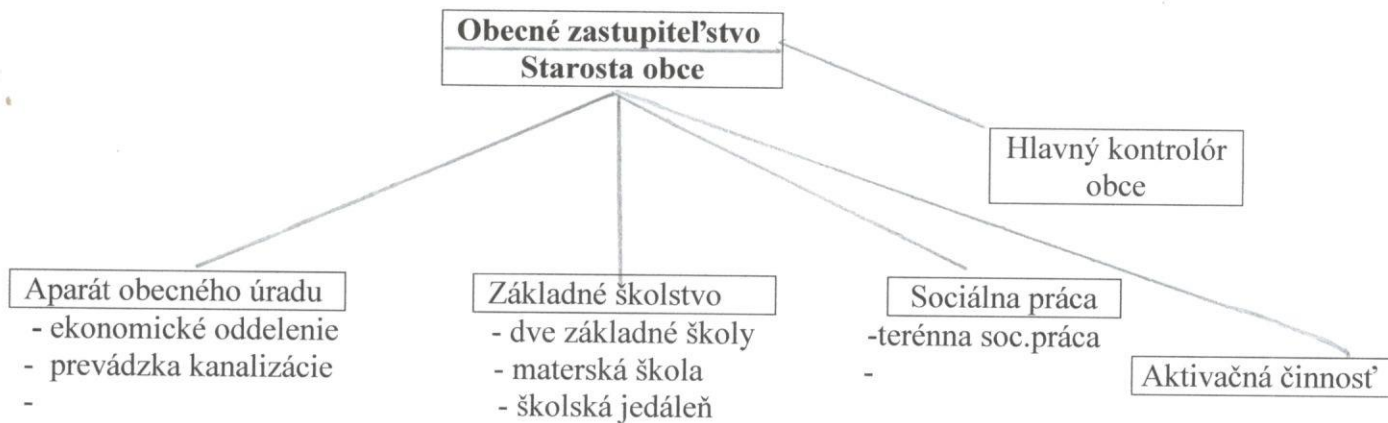 Obecné zastupiteľstvo
Starosta obce
Hlavný kontrolór
obce
Aparát obecného úradu
- ekonomické oddelenie
- prevádzka kanalizácie
-
Základné školstvo
- dve základné školy
- materská škola
- školská jedáleň
Sociálna práca
-terénna soc.práca
-
Aktivačná činnosť